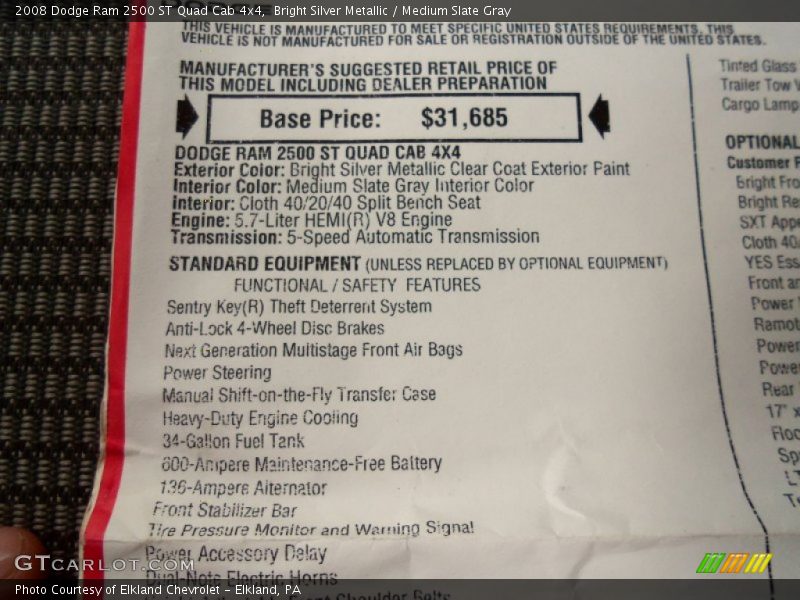 2008 Dodge Ram 2500 ST Quad Cab 4x4,  Bright Silver Metallic / Medium Slate Gray
THIS VEHICLE IS MANUFACTURED TO MEET SPECIFIC UNITED STATES REQUIREMENTS. THIS
VEHICLE IS NOT MANUFACTURED FOR SALE OR REGISTRATION OUTSIDE OF THE UNITED STATES.
MANUFACTURER'S SUGGESTED RETAIL PRICE OF
THIS MODEL INCLUDING DEALER PREPARATION
Base Price: $31,685
DODGE RAM 2500 ST QUAD CAB 4X4
Exterior Color: Bright Silver Metallic Clear Coat Exterior Paint
Interior Color: Medium Slate Gray Interior Color
Interior: Cloth 40/20/40 Split Bench Seat
Engine: 5.7-Liter HEMI(R) V8 Engine
Transmission: 5-Speed Automatic Transmission
STANDARD EQUIPMENT (UNLESS REPLACED BY OPTIONAL EQUIPMENT)
FUNCTIONAL / SAFETY FEATURES
Sentry Key(R) Theft Deterrent System
Anti-Lock 4-Wheel Disc Brakes
Next Generation Multistage Front Air Bags
Power Steering
Manual Shift-on-the-Fly Transfer Case
Heavy-Duty Engine Cooling
34-Gallon Fuel Tank
600-Ampere Maintenance-Free Battery
136-Ampere Alternator
Front Stabilizer Bar
Tire Pressure Monitor and Warning Signal
Power Accessory Delay
Dual-Note Electric Horns
Front Shoulder Belts
Tinted Glass
Trailer Tow
Cargo Lamp
OPTIONAL
Customer
Bright
Bright
SXT
Cloth
YES
Front
Power
Power
Power
Rear
17"
GTCARLOT.COM
Photo Courtesy of Elkland Chevrolet - Elkland, PA